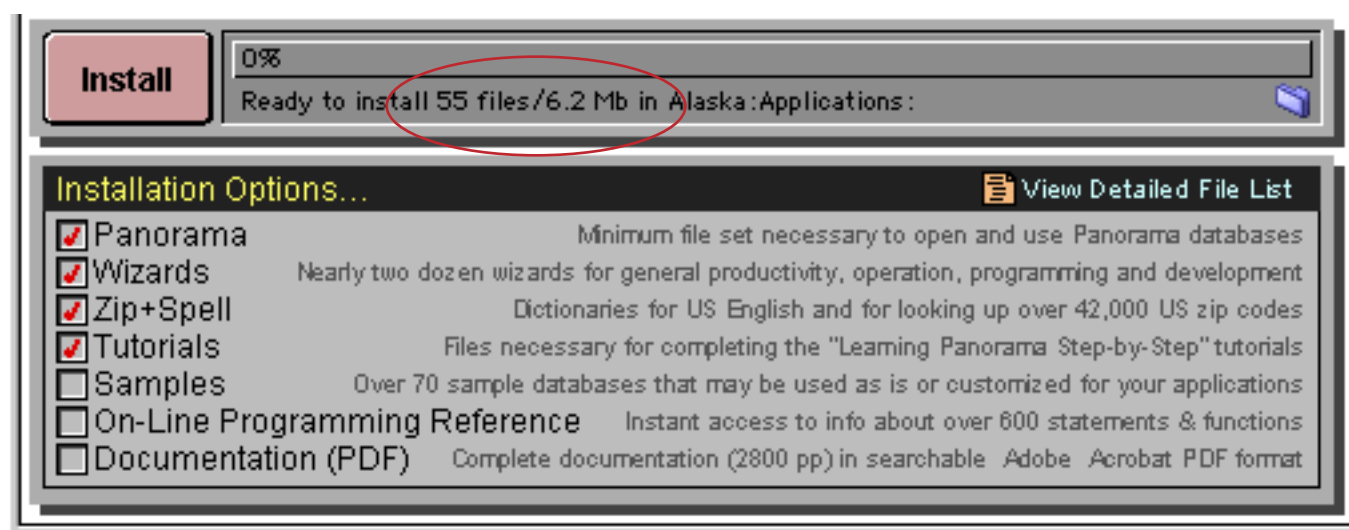 Install
0%
Ready to install 55 files/6.2 Mb in Alaska:Applications:
Installation Options... View Detailed File List
Panorama Minimum file set necessary to open and use Panorama databases
Wizards Nearly two dozen wizards for general productivity, operation, programming and development
Zip+Spell Dictionaries for US English and for looking up over 42,000 US zip codes
Tutorials Files necessary for completing the "Learning Panorama Step-by-Step" tutorials
Samples Over 70 sample databases that may be used as is or customized for your applications
On-Line Programming Reference Instant access to info about over 600 statements & functions
Documentation (PDF) Complete documentation (2800 pp) in searchable Adobe Acrobat PDF format